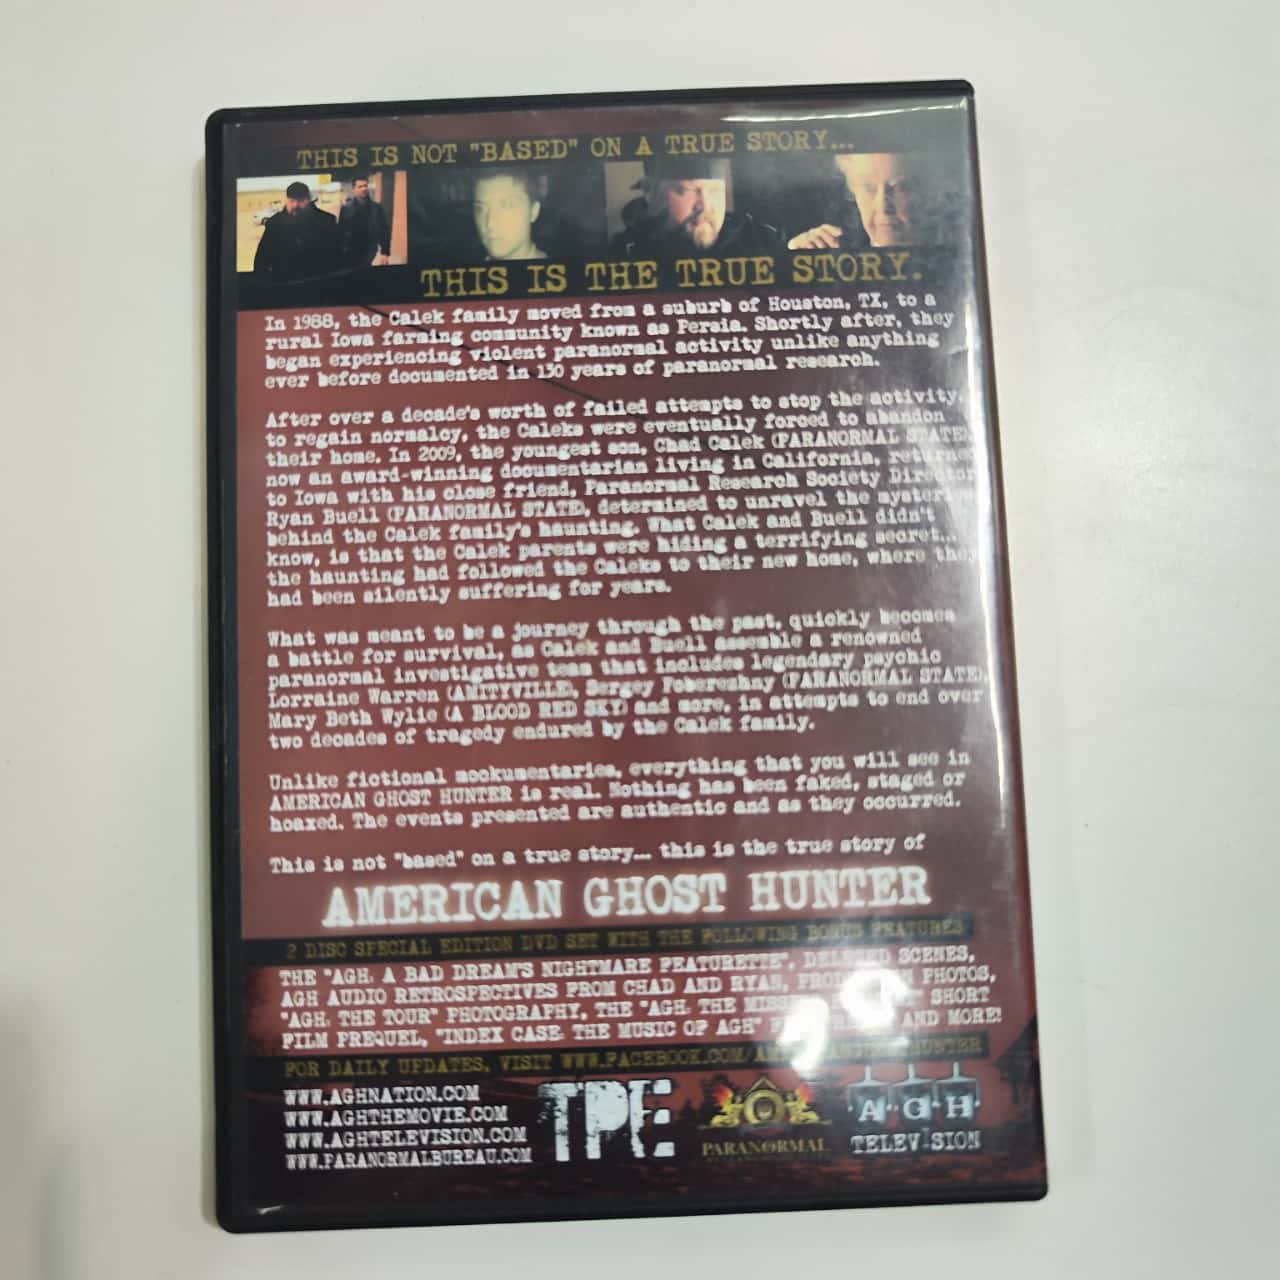 THIS IS NOT "BASED" ON A TRUE STORY...
THIS IS THE TRUE STORY.
In 1988, the Calek family moved from a suburb of Houston, TX, to a
rural Iowa farming community known as Persia. Shortly after, they
began experiencing violent paranormal activity unlike anything
ever before documented in 130 years of paranormal research.
After over a decade's worth of failed attempts to stop the activity,
to regain normalcy, the Caleks were eventually forced to abandon
their home. In 2009, the youngest son, Chad Calek (PARANORMAL STATE),
now an award-winning documentarian living in California, returned
to Iowa with his close friend, Paranormal Research Society Director
Ryan Buell (PARANORMAL STATE), determined to unravel the mysteries
behind the Calek family's haunting. What Calek and Buell didn't
know, is that the Calek parents were hiding a terrifying secret...
the haunting had followed the Caleks to their new home, where they
had been silently suffering for years.
What was meant to be a journey through the past, quickly becomes
a battle for survival, as Calek and Buell assemble a renowned
paranormal investigative team that includes legendary psychic
Lorraine Warren (AMITYVILLE), Sergey Poberezhny (PARANORMAL STATE),
Mary Beth Wylie (A BLOOD RED SKY) and more, in attempts to end over
two decades of tragedy endured by the Calek family.
Unlike fictional mockumentaries, everything that you will see in
AMERICAN GHOST HUNTER is real. Nothing has been faked, staged or
hoaxed. The events presented are authentic and as they occurred.
This is not "based" on a true story... this is the true story of
AMERICAN GHOST HUNTER
2 DISC SPECIAL EDITION DVD SET WITH THE FOLLOWING BONUS FEATURES
THE "AGH: A BAD DREAM'S NIGHTMARE FEATURETTE", DELETED SCENES,
AGH AUDIO RETROSPECTIVES FROM CHAD AND RYAN, PHOTOS,
"AGH: THE TOUR" PHOTOGRAPHY, THE "AGH: THE SHORT
FILM PREQUEL, "INDEX CASE: THE MUSIC OF AGH" AND MORE!
FOR DAILY UPDATES, VISIT
WWW.AGHNATION.COM
WWW.AGHTHEMOVIE.COM
WWW.AGHTELEVISION.COM
WWW.PARANORMALBUREAU.COM
TPE
PARANORMAL
AGH
TELEVISION